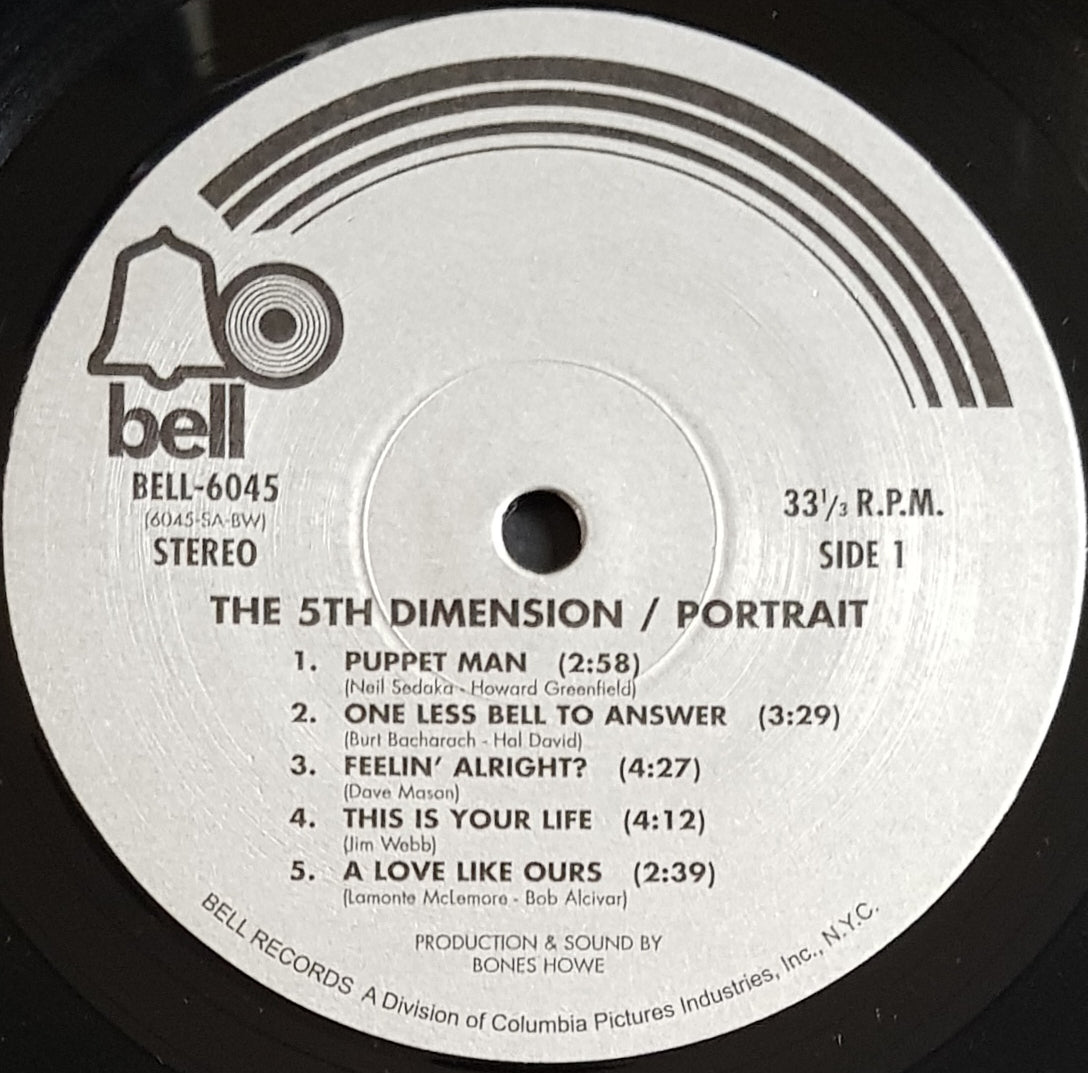 bell
BELL-6045
(6045-SA-BW)
STEREO
33⅓ R.P.M.
SIDE 1
THE 5TH DIMENSION / PORTRAIT
1. PUPPET MAN (2:58)
(Neil Sedaka - Howard Greenfield)
2. ONE LESS BELL TO ANSWER (3:29)
(Burt Bacharach - Hal David)
3. FEELIN' ALRIGHT? (4:27)
(Dave Mason)
4. THIS IS YOUR LIFE (4:12)
(Jim Webb)
5. A LOVE LIKE OURS (2:39)
(Lamonte McLemore - Bob Alcivar)
PRODUCTION & SOUND BY
BONES HOWE
BELL RECORDS A Division of Columbia Pictures Industries, Inc., N.Y.C.